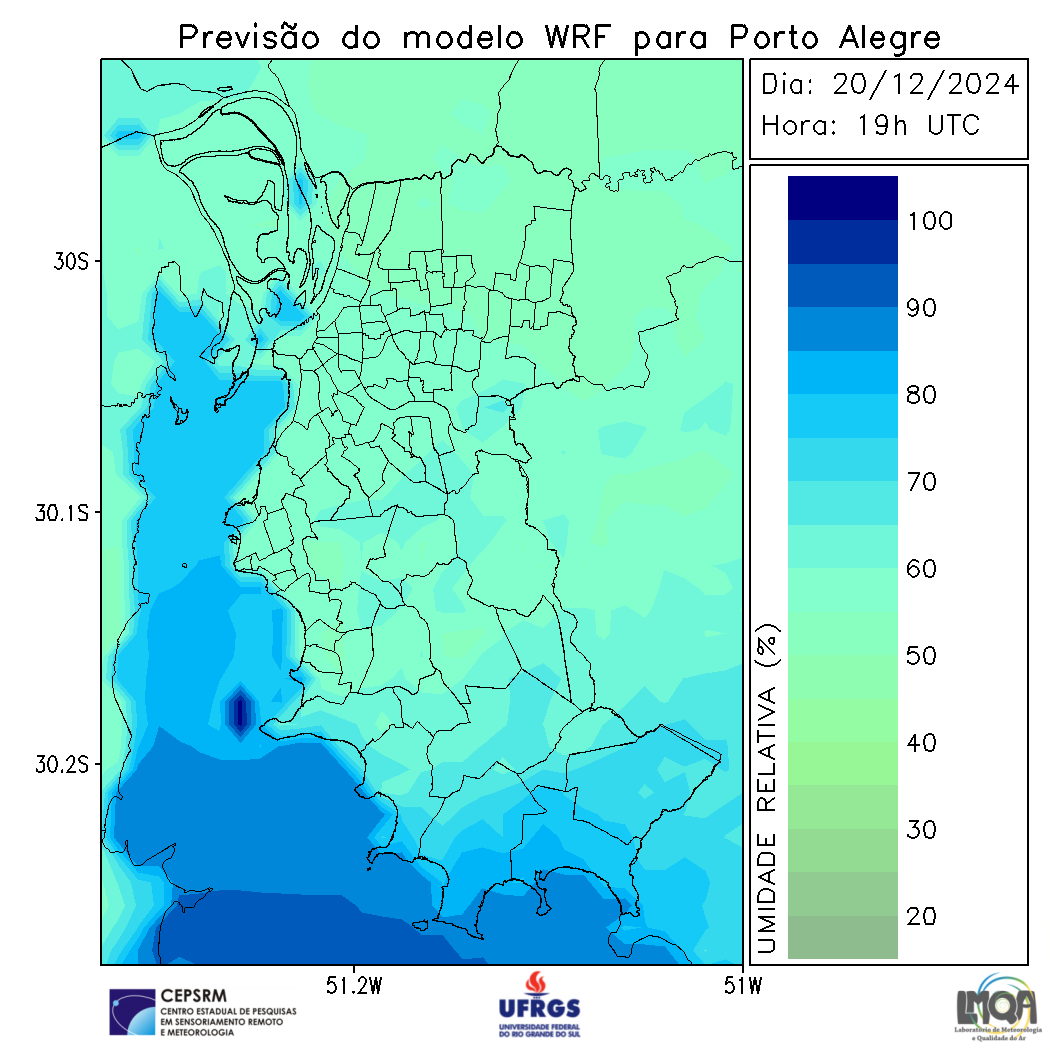 Previsão do modelo WRF para Porto Alegre
Dia: 20/12/2024
Hora: 19h UTC
30S
30.1S
30.2S
51.2W
51W
UMIDADE RELATIVA (%)
100
90
80
70
60
50
40
30
20
CEPSRM
CENTRO ESTADUAL DE PESQUISAS
EM SENSORIAMENTO REMOTO
E METEOROLOGIA
UFRGS
UNIVERSIDADE FEDERAL
DO RIO GRANDE DO SUL
LMQA
Laboratório de Meteorologia
e Qualidade do Ar